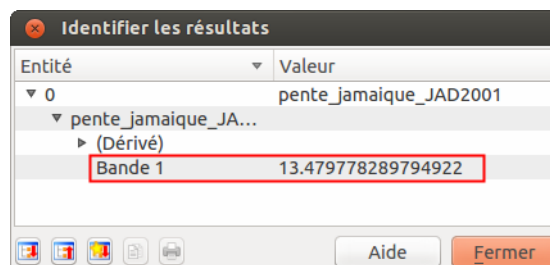 Identifier les résultats
Entité Valeur
0 pente_jamaique_JAD2001
pente_jamaique_JA...
(Dérivé)
Bande 1 13.479778289794922
Aide Fermer